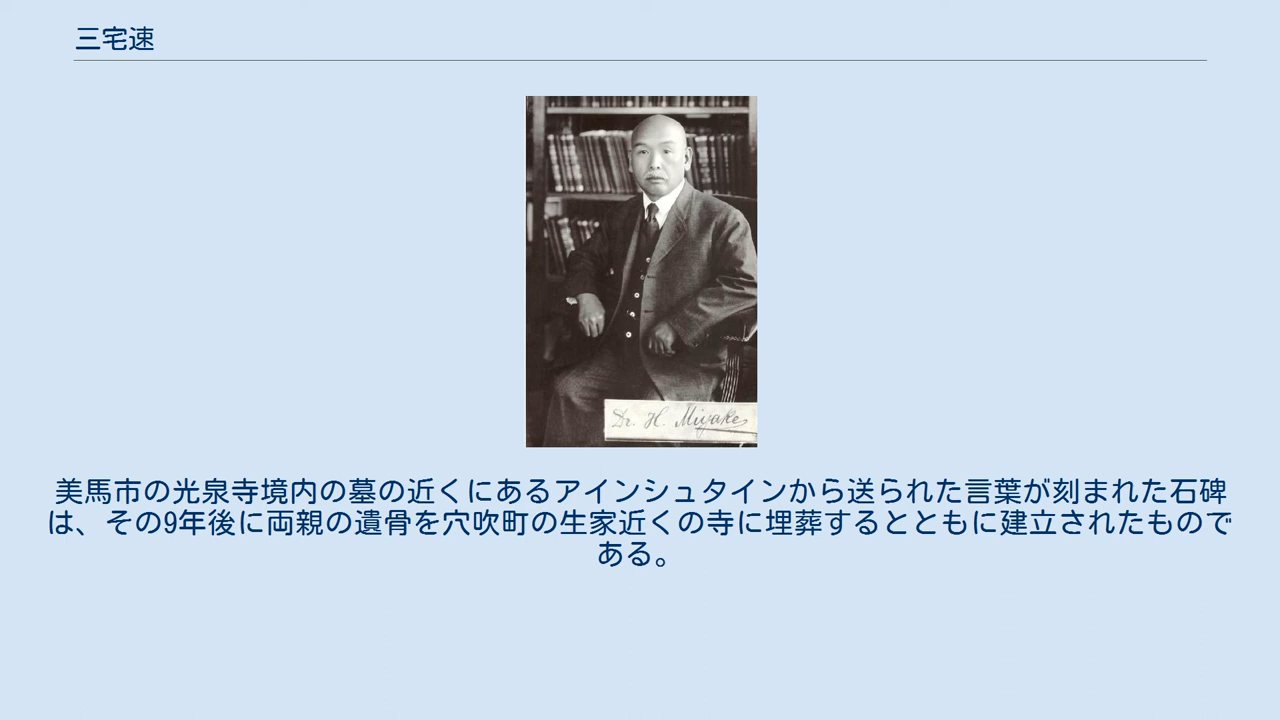 三宅速
Dr. H. Miyake
美馬市の光泉寺境内の墓の近くにあるアインシュタインから送られた言葉が刻まれた石碑
は、その9年後に両親の遺骨を穴吹町の生家近くの寺に埋葬するとともに建立されたもので
ある。